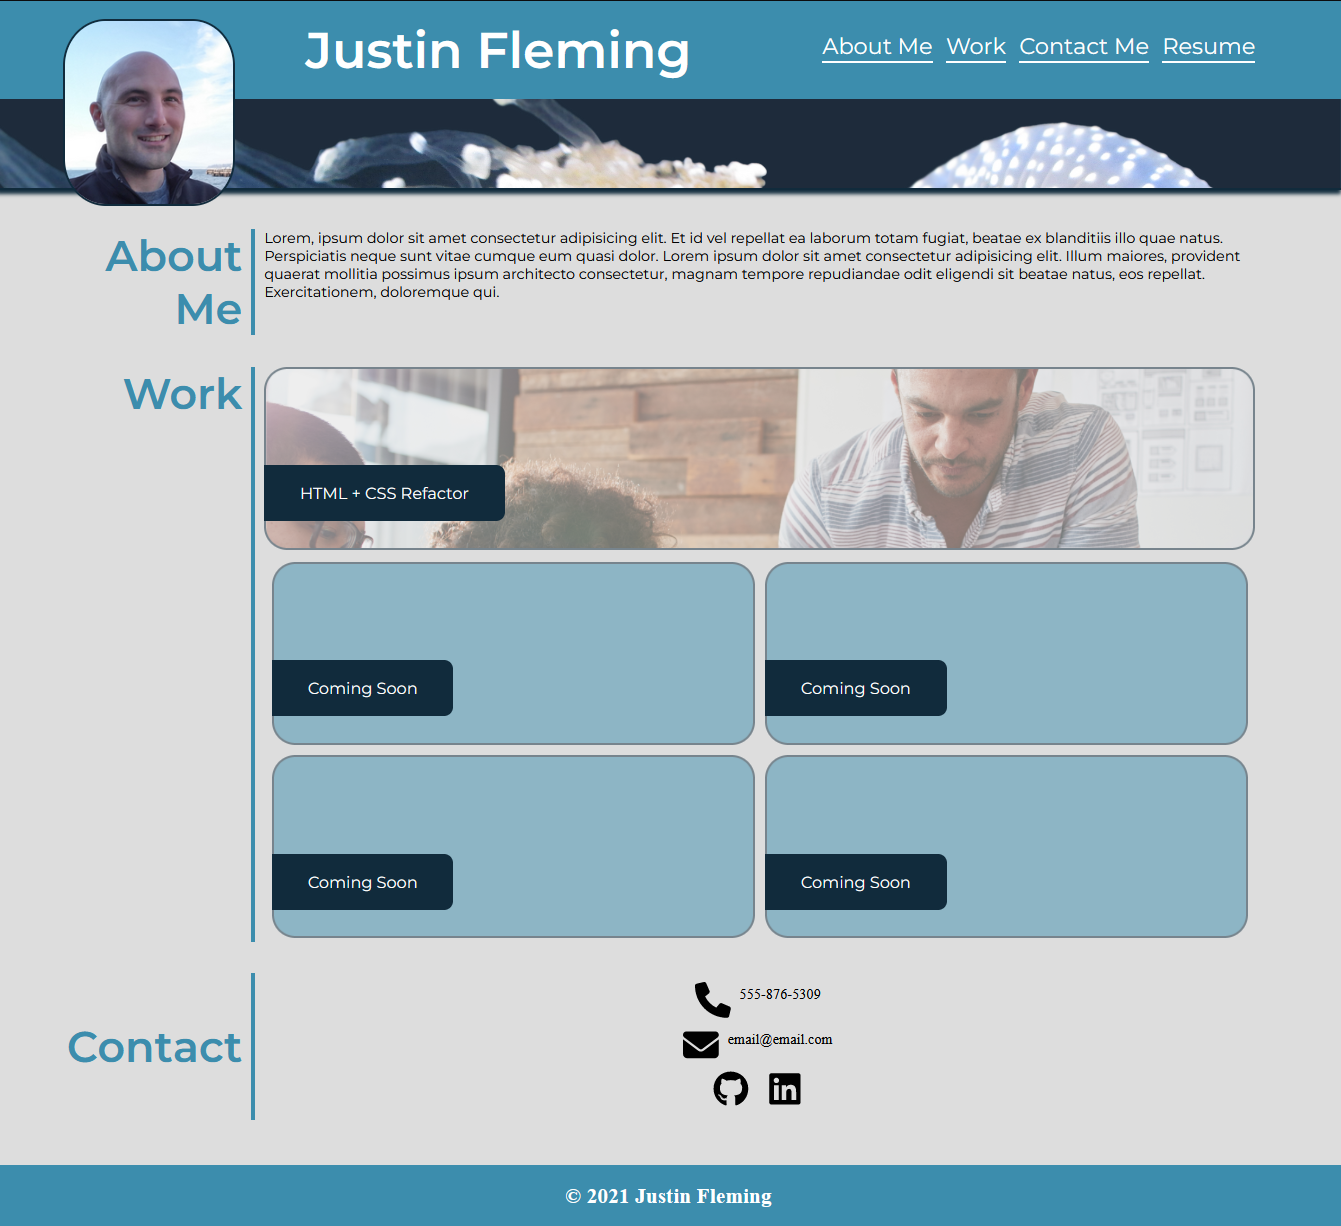 Justin Fleming
About Me Work Contact Me Resume
About
Me
Lorem, ipsum dolor sit amet consectetur adipisicing elit. Et id vel repellat ea laborum totam fugiat, beatae ex blanditiis illo quae natus.
Perspiciatis neque sunt vitae cumque eum quasi dolor. Lorem ipsum dolor sit amet consectetur adipisicing elit. Illum maiores, provident
quaerat mollitia possimus ipsum architecto consectetur, magnam tempore repudiandae odit eligendi sit beatae natus, eos repellat.
Exercitationem, doloremque qui.
Work
HTML + CSS Refactor
Coming Soon
Coming Soon
Coming Soon
Coming Soon
Contact
555-876-5309
email@email.com
© 2021 Justin Fleming